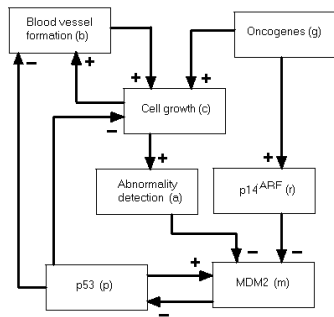 Blood vessel
formation (b)
Oncogenes (g)
–
+
+
+
Cell growth (c)
–
+
+
Abnormality
detection (a)
p14ARF (r)
–
–
p53 (p)
+
MDM2 (m)
–